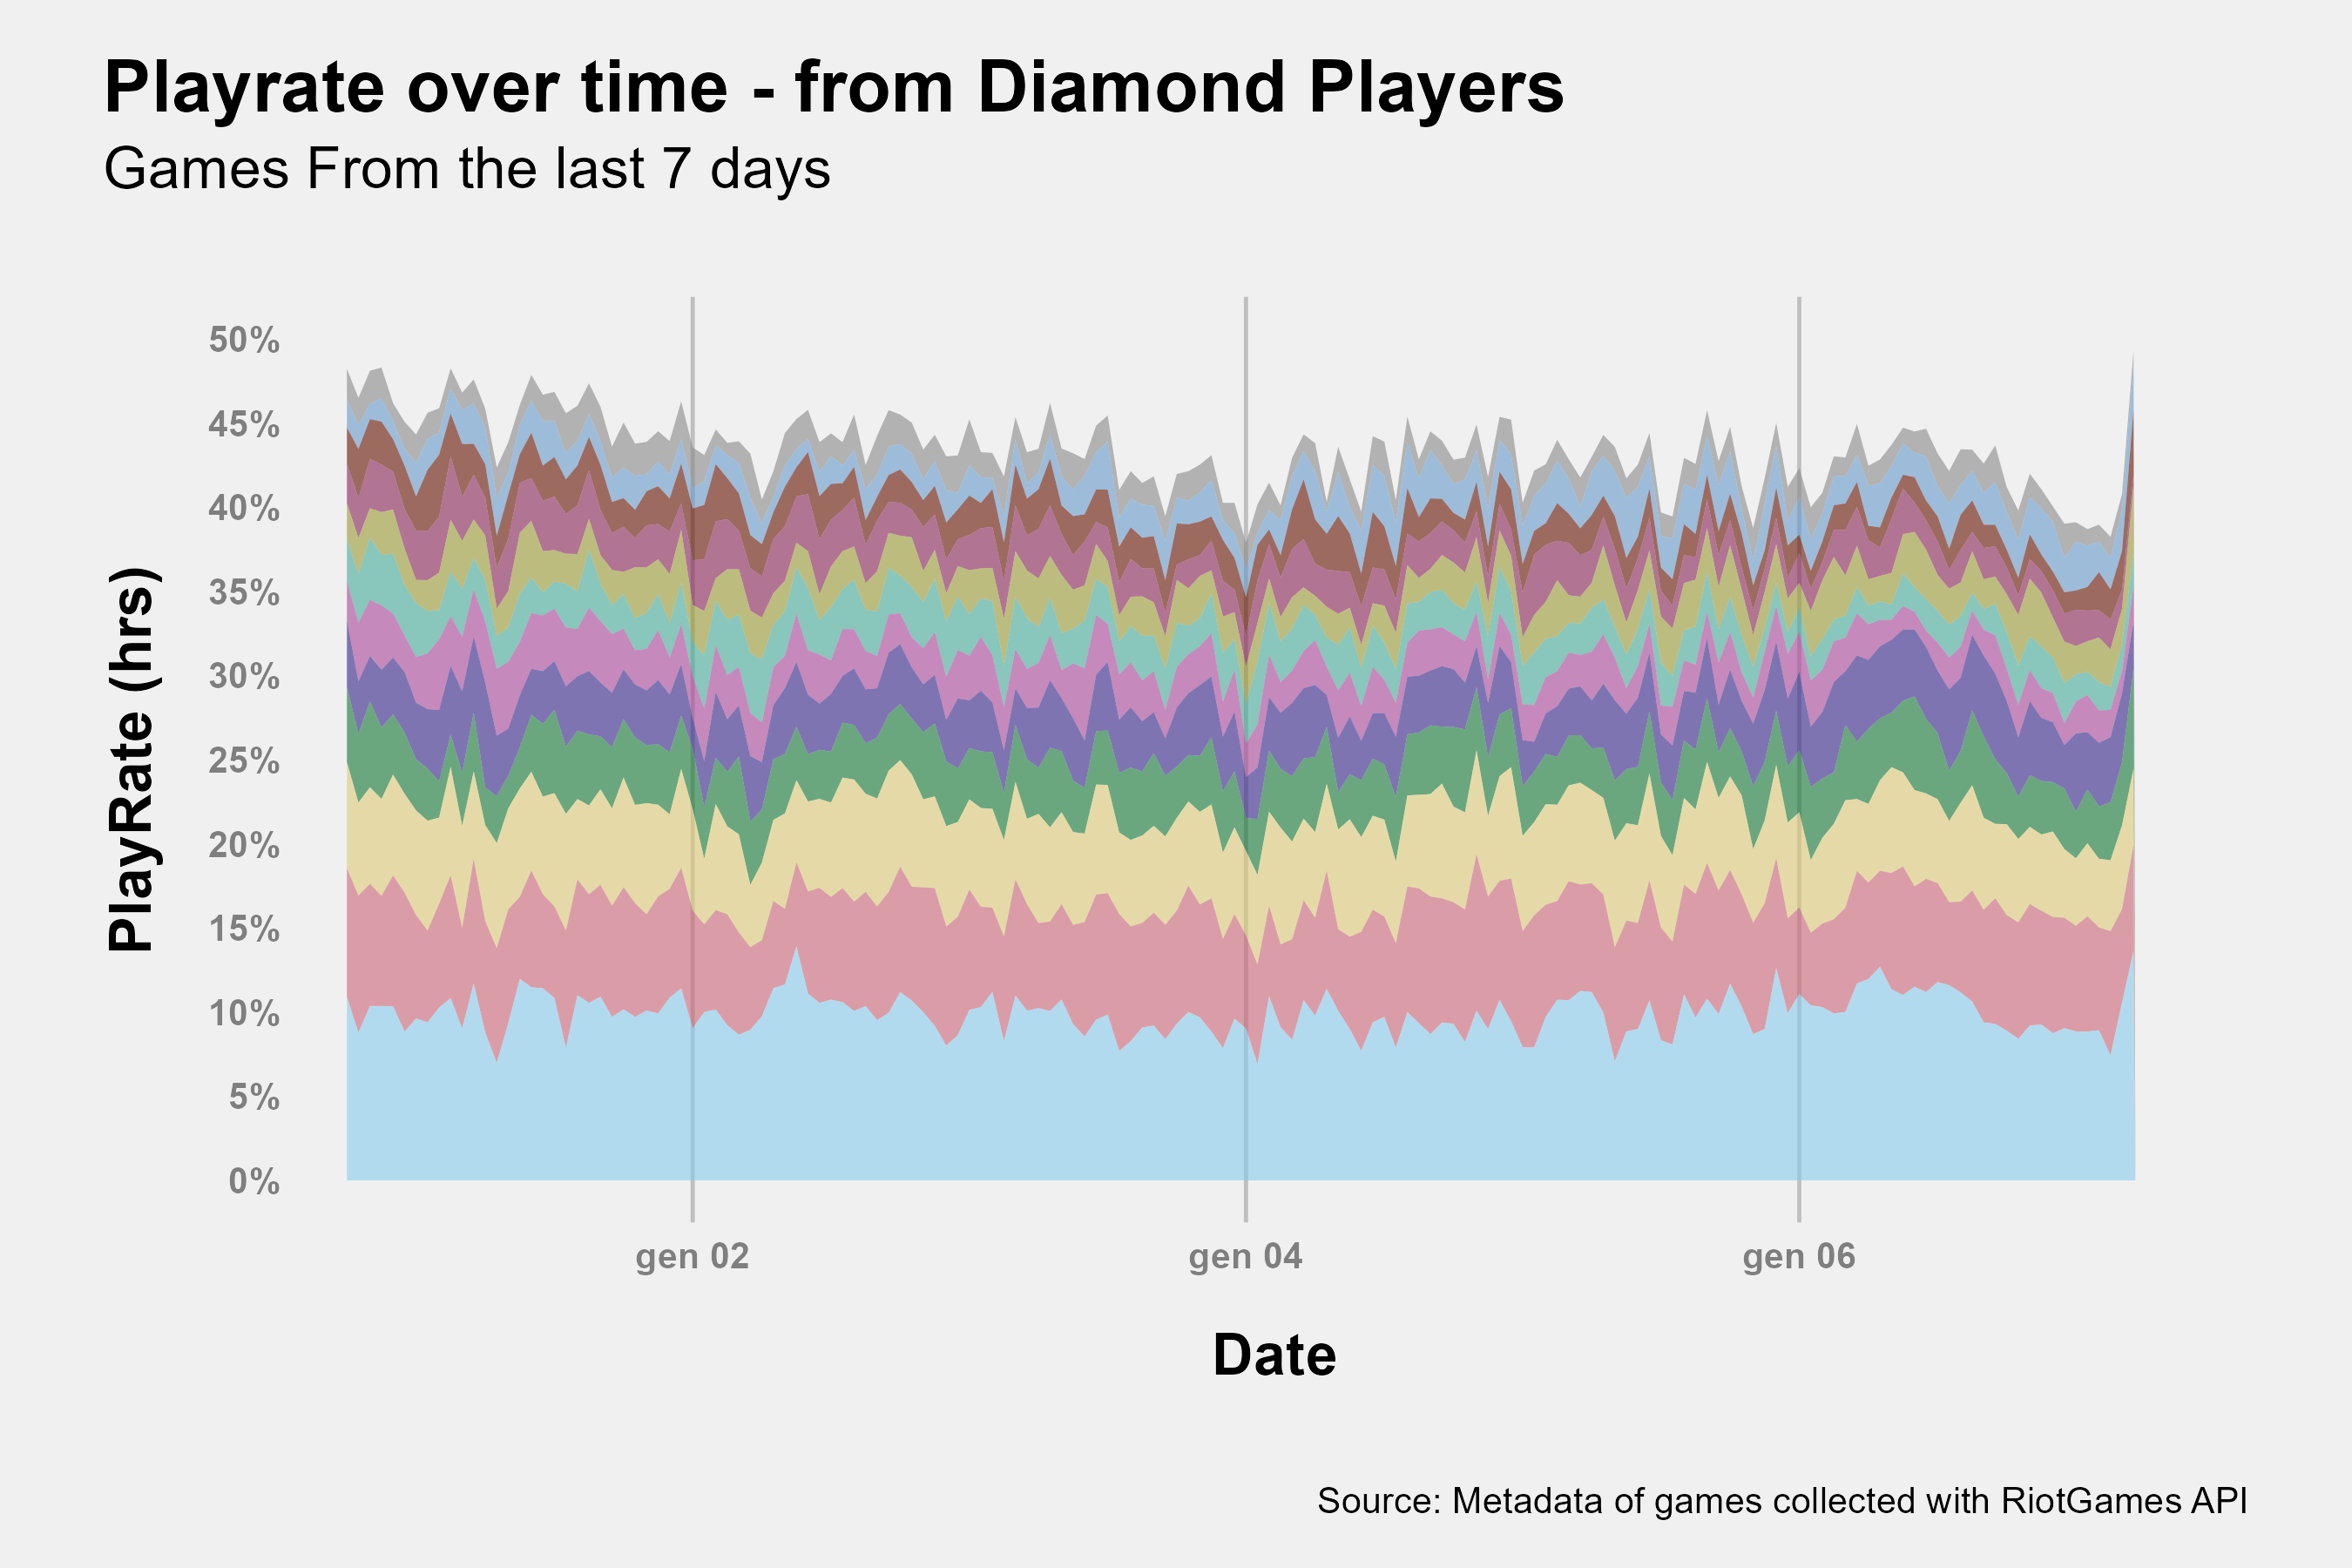 Playrate over time - from Diamond Players
Games From the last 7 days
PlayRate (hrs)
50%
45%
40%
35%
30%
25%
20%
15%
10%
5%
0%
gen 02
gen 04
gen 06
Date
Source: Metadata of games collected with RiotGames API